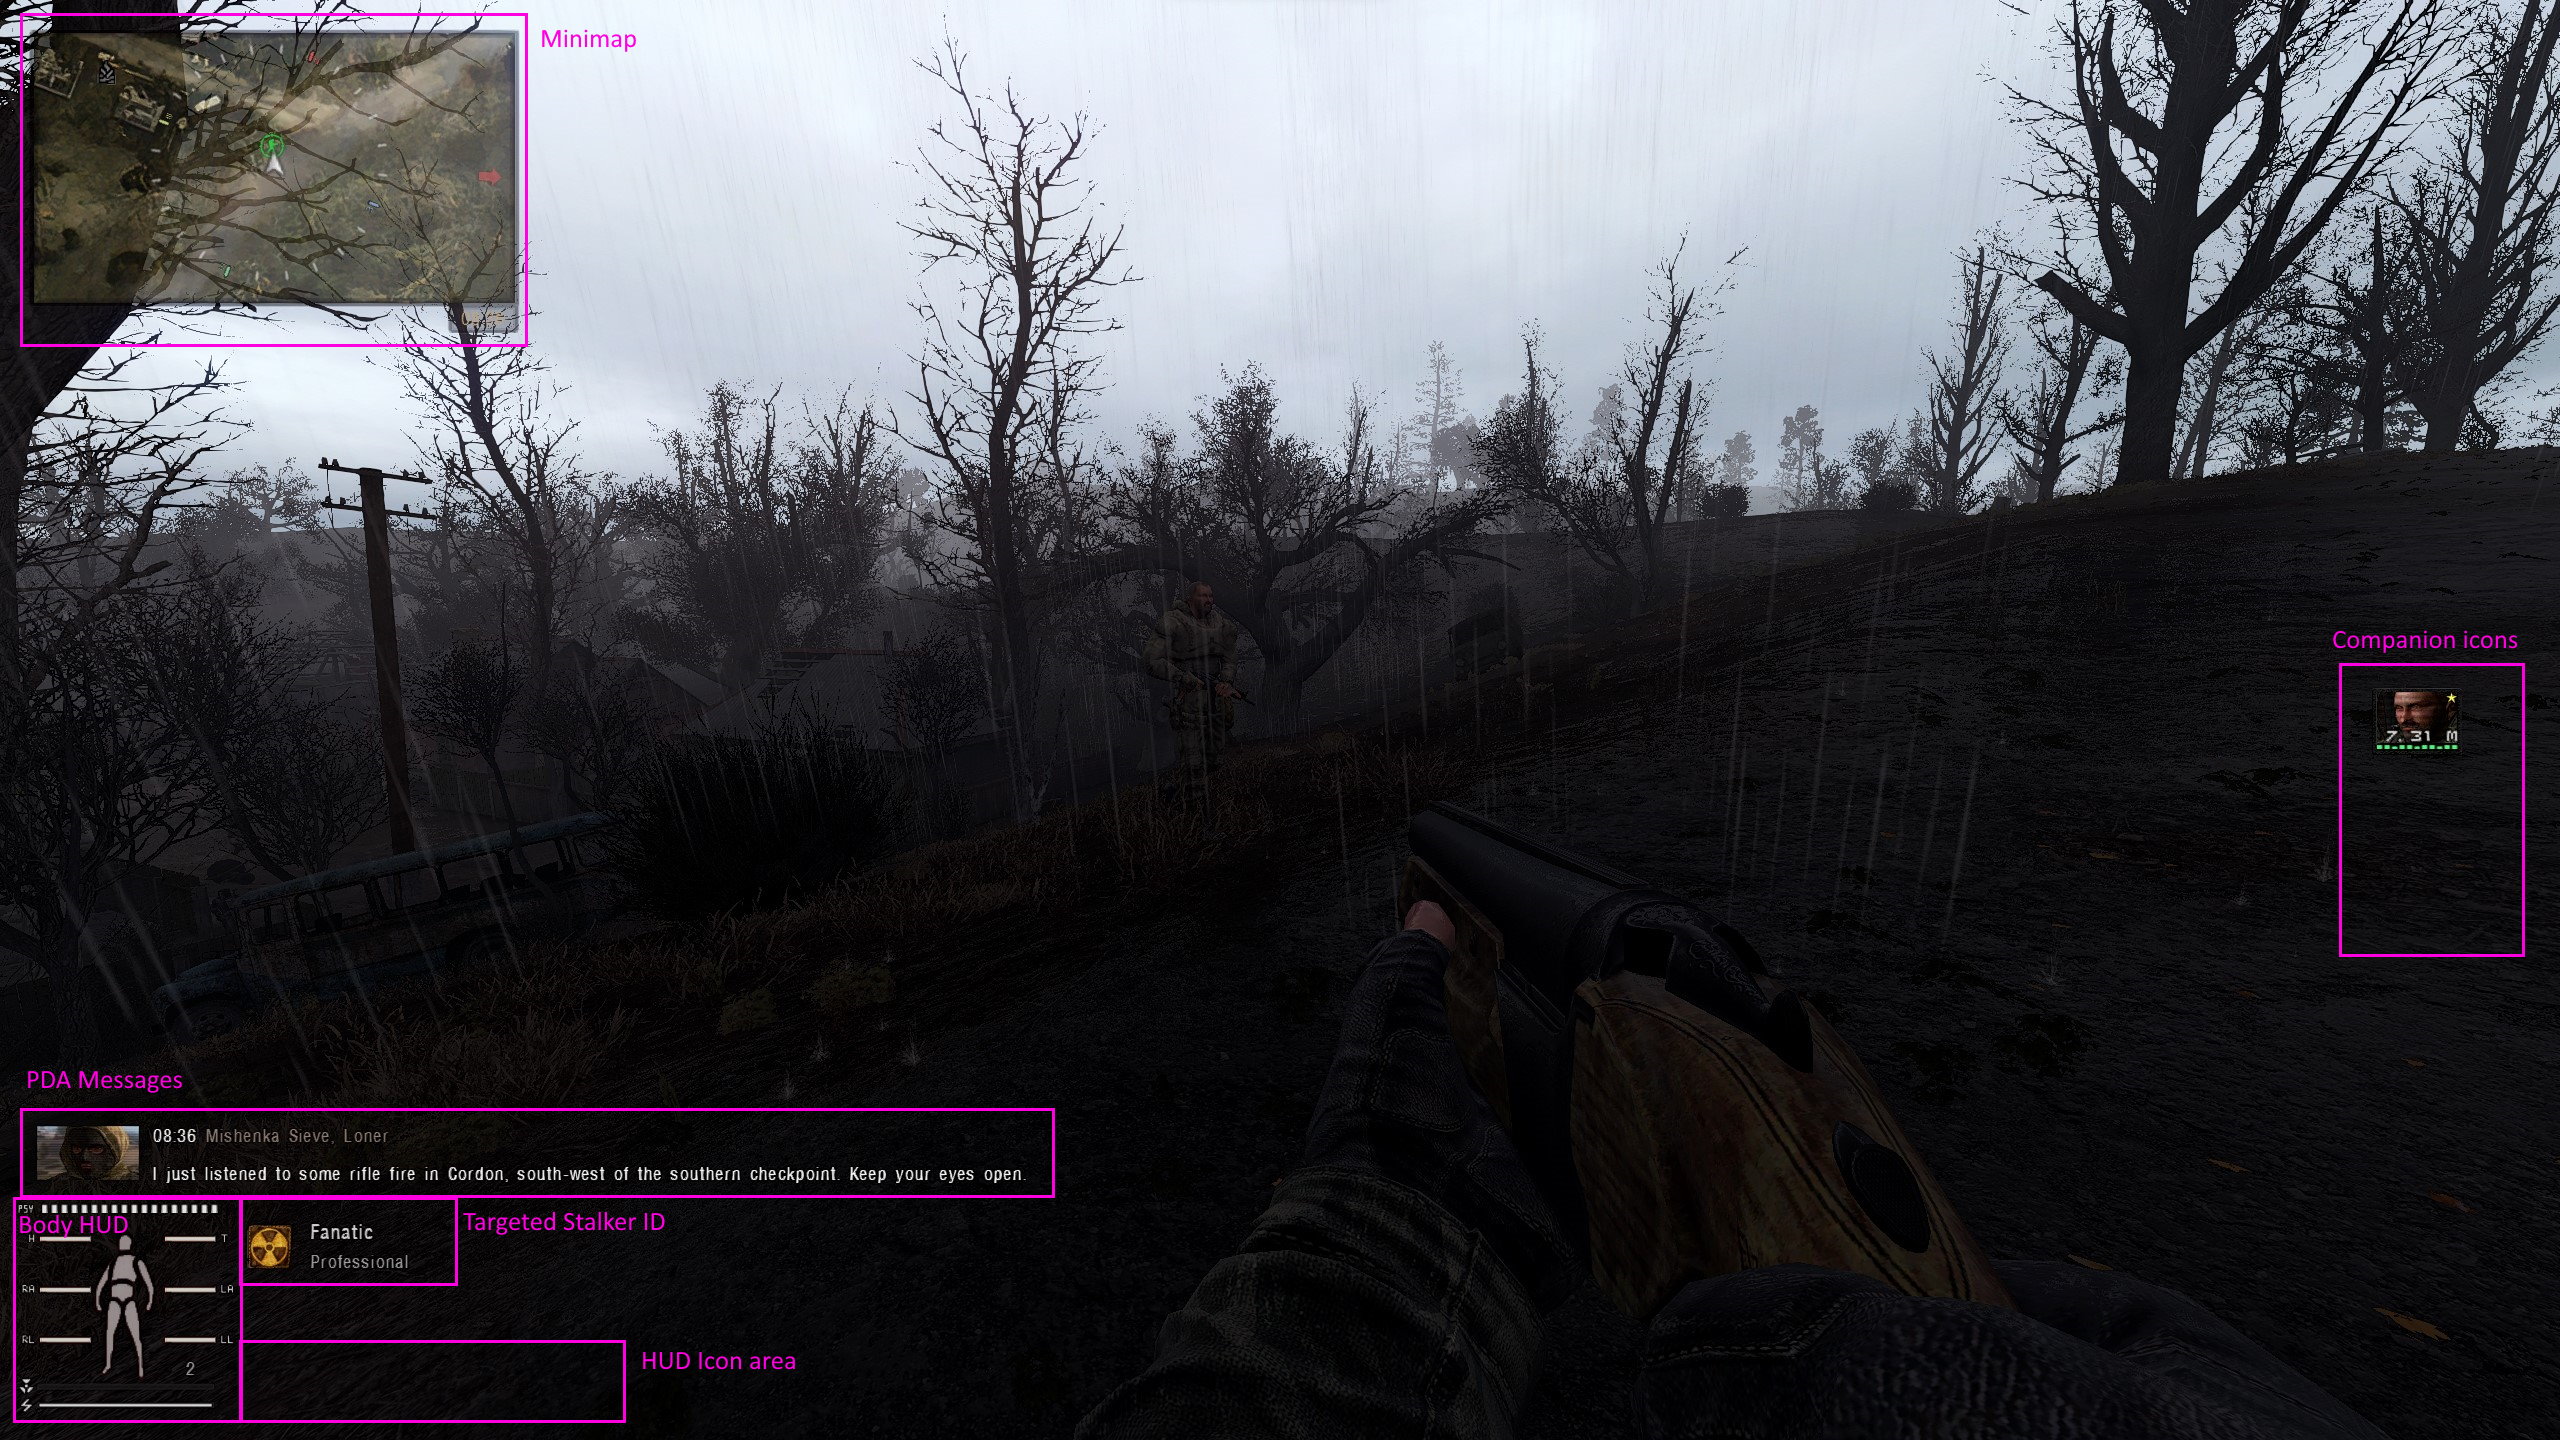 Minimap
Companion icons
7.31 M
PDA Messages
08:36 Mishenka Sieve, Loner
I just listened to some rifle fire in Cordon, south-west of the southern checkpoint. Keep your eyes open.
PSY
Body HUD
Fanatic
Targeted Stalker ID
H T
Professional
RA LA
RL LL
HUD Icon area
2